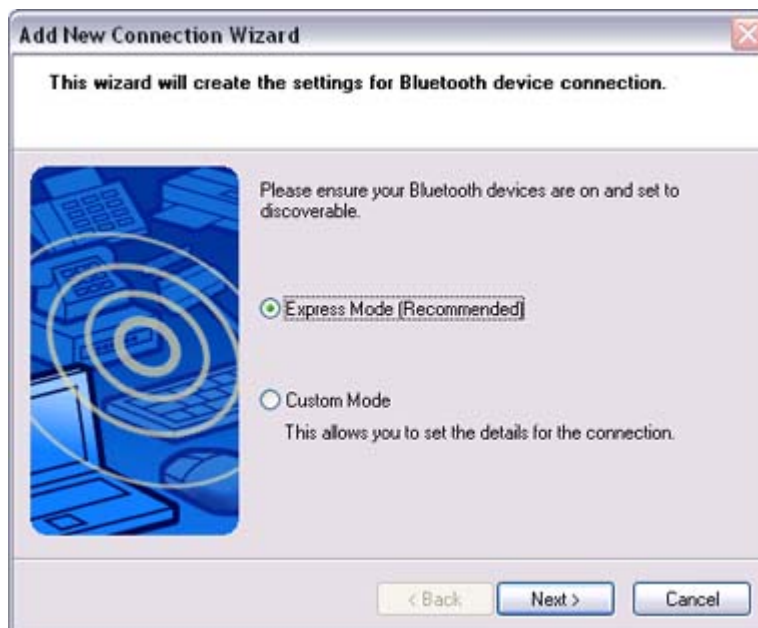 Add New Connection Wizard
This wizard will create the settings for Bluetooth device connection.
Please ensure your Bluetooth devices are on and set to
discoverable.
Express Mode (Recommended)
Custom Mode
This allows you to set the details for the connection.
< Back
Next >
Cancel